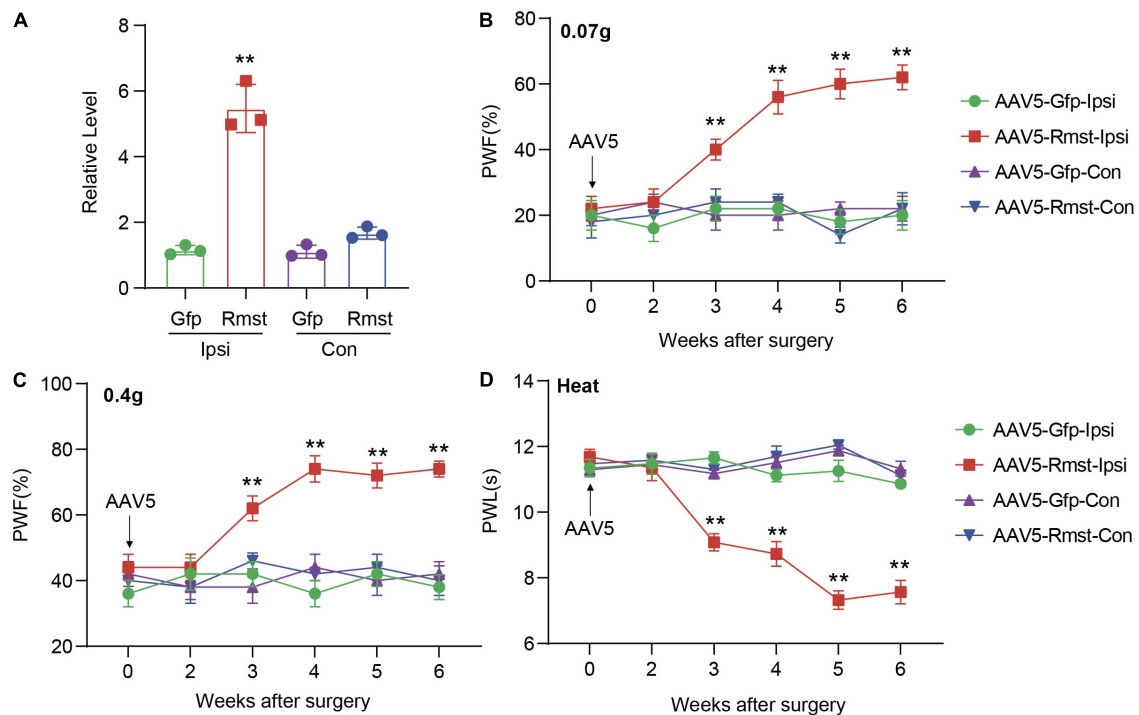 A
8
6
4
2
0
Relative Level
**
Gfp Rmst Gfp Rmst
Ipsi Con
B
0.07g
80
60
40
20
0
PWF(%)
AAV5
** ** ** **
0 2 3 4 5 6
Weeks after surgery
AAV5-Gfp-Ipsi
AAV5-Rmst-Ipsi
AAV5-Gfp-Con
AAV5-Rmst-Con
C
0.4g
100
80
60
40
20
PWF(%)
AAV5
** ** ** **
0 2 3 4 5 6
Weeks after surgery
D
Heat
14
12
10
8
6
PWL(s)
AAV5
** ** ** **
0 2 3 4 5 6
Weeks after surgery
AAV5-Gfp-Ipsi
AAV5-Rmst-Ipsi
AAV5-Gfp-Con
AAV5-Rmst-Con